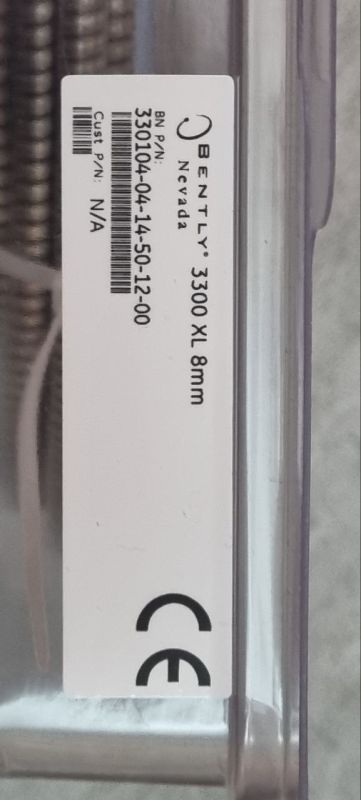 BENTLY® 3300 XL 8mm
Nevada
BN P/N:
330104-04-14-50-12-00
Cust P/N: N/A
CE